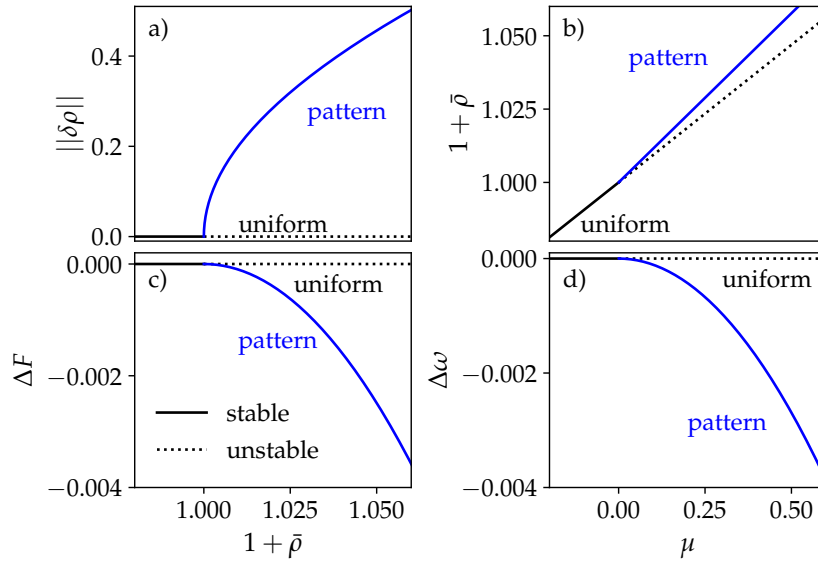 a)
||δρ||
0.4
0.2
0.0
pattern
uniform
b)
1 + ρ̄
1.050
1.025
1.000
pattern
uniform
c)
ΔF
0.000
−0.002
−0.004
uniform
pattern
stable
unstable
1.000 1.025 1.050
1 + ρ̄
d)
Δω
0.000
−0.002
−0.004
uniform
pattern
0.00 0.25 0.50
μ